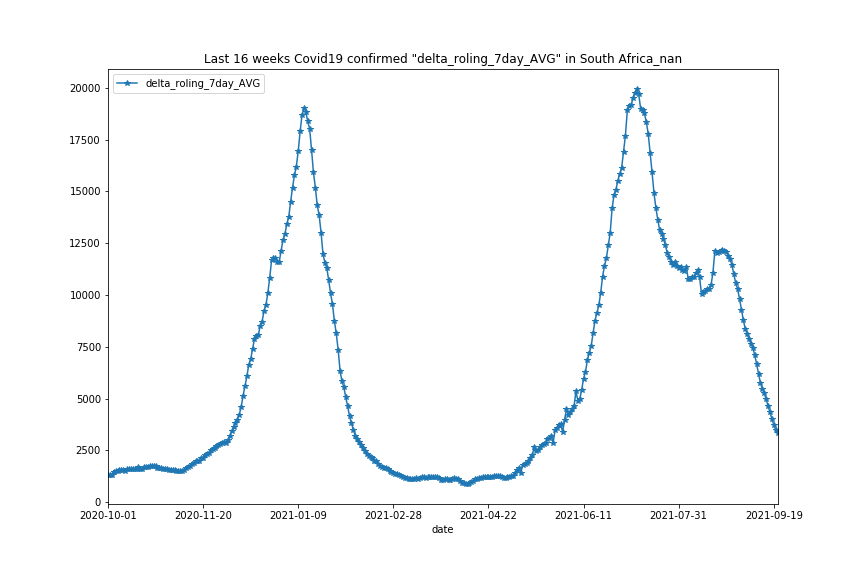 Last 16 weeks Covid19 confirmed "delta_roling_7day_AVG" in South Africa_nan
delta_roling_7day_AVG
20000
17500
15000
12500
10000
7500
5000
2500
0
2020-10-01 2020-11-20 2021-01-09 2021-02-28 2021-04-22 2021-06-11 2021-07-31 2021-09-19
date